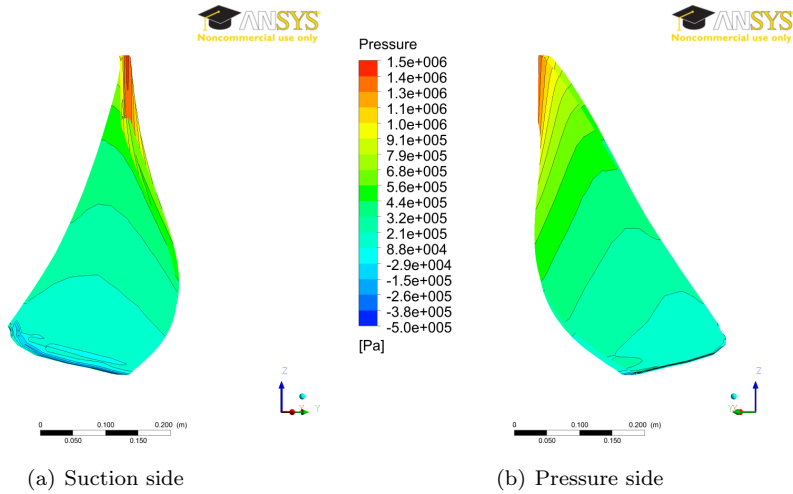 ANSYS
Noncommercial use only
ANSYS
Noncommercial use only
Pressure
1.5e+006
1.4e+006
1.3e+006
1.1e+006
1.0e+006
9.1e+005
7.9e+005
6.8e+005
5.6e+005
4.4e+005
3.2e+005
2.1e+005
8.8e+004
-2.9e+004
-1.5e+005
-2.6e+005
-3.8e+005
-5.0e+005
[Pa]
Z
X
Y
Z
YX
0 0.100 0.200 (m)
0.050 0.150
0 0.100 0.200 (m)
0.050 0.150
(a) Suction side
(b) Pressure side